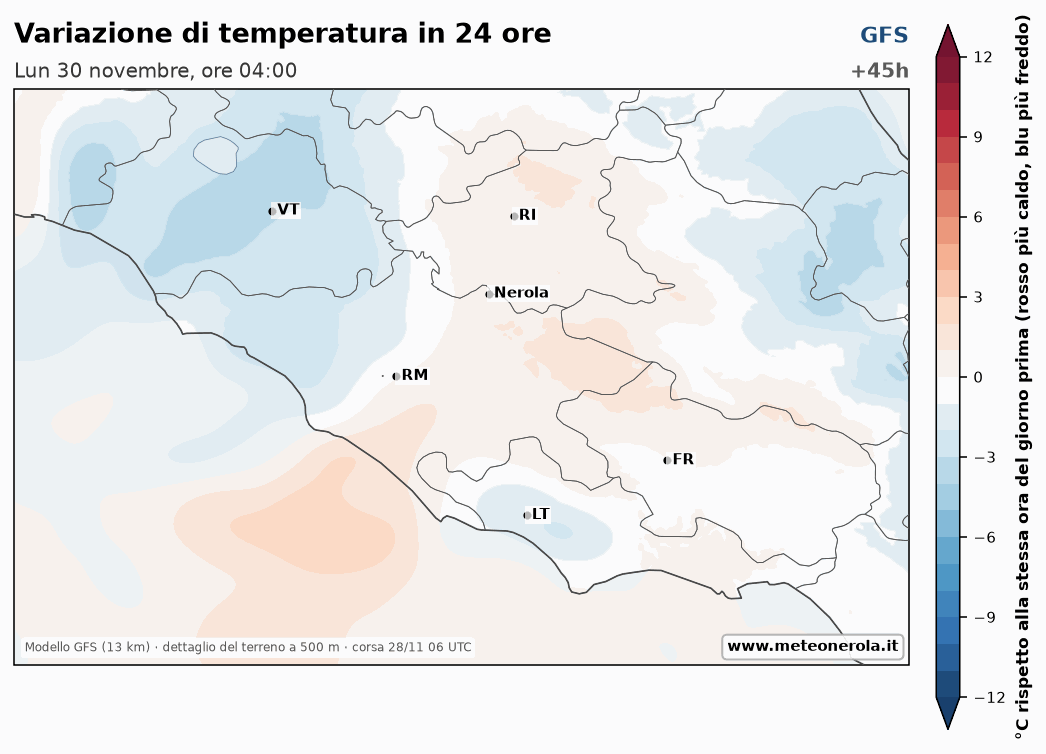 Variazione di temperatura in 24 ore
GFS
Lun 30 novembre, ore 04:00
+45h
VT
RI
Nerola
RM
FR
LT
Modello GFS (13 km) · dettaglio del terreno a 500 m · corsa 28/11 06 UTC
www.meteonerola.it
12
9
6
3
0
−3
−6
−9
−12
°C rispetto alla stessa ora del giorno prima (rosso più caldo, blu più freddo)